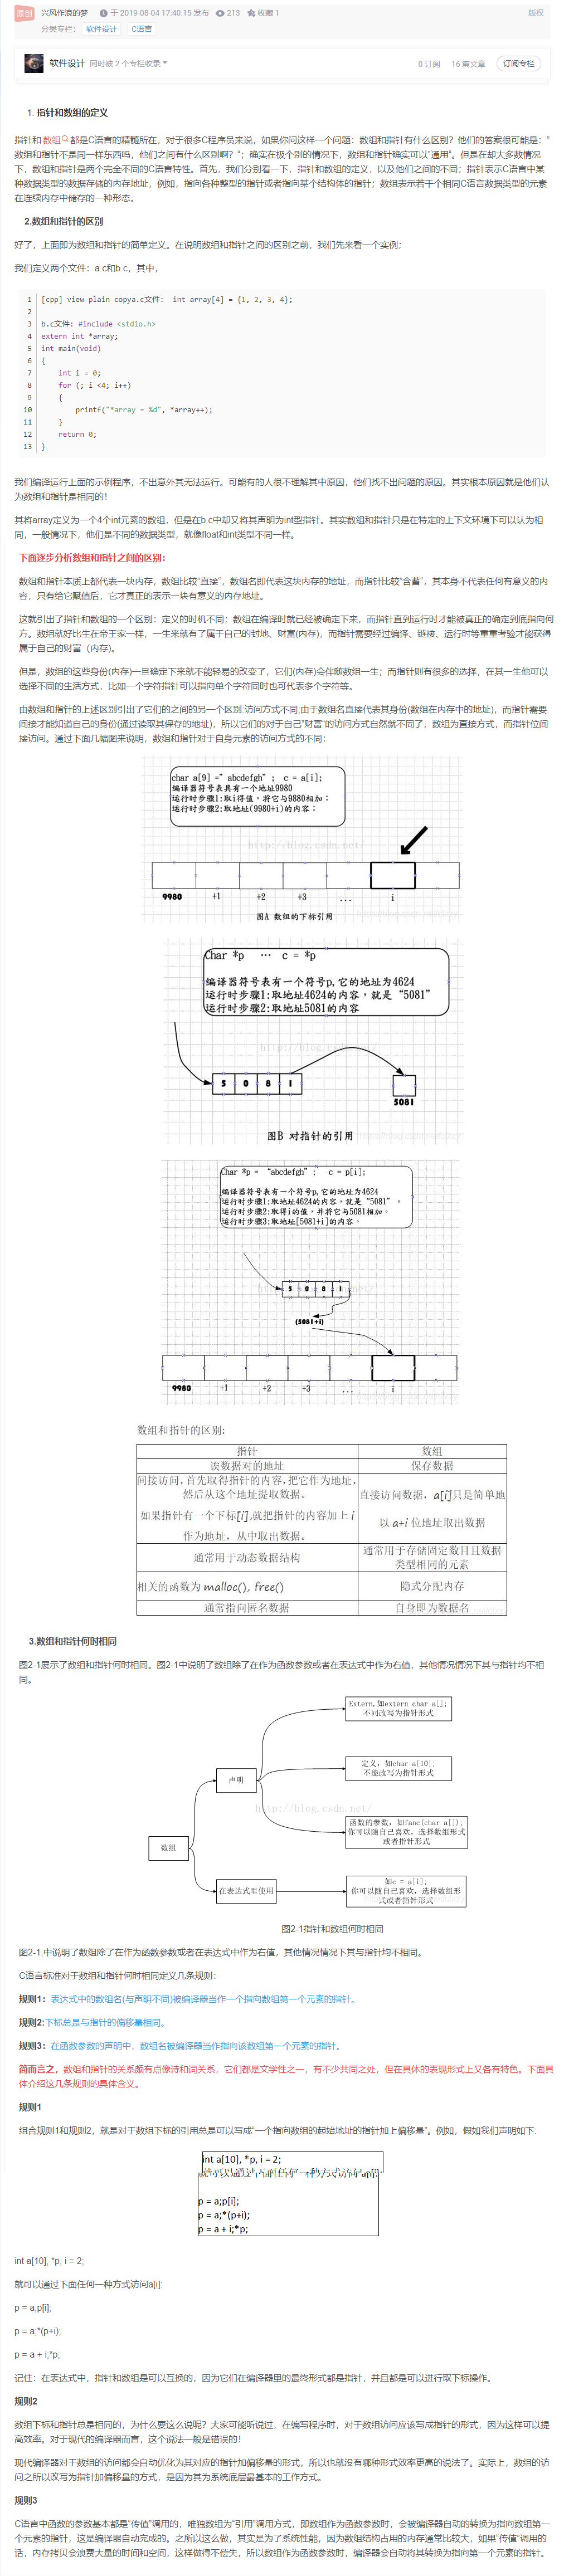 原创 兴风作浪的梦 于 2019-08-04 17:40:15 发布 213 收藏 1 版权
分类专栏： 软件设计 C语言
软件设计 同时被 2 个专栏收录 0 订阅 16 篇文章 订阅专栏
1. 指针和数组的定义
指针和数组都是C语言的精髓所在，对于很多C程序员来说，如果你问这样一个问题：数组和指针有什么区别？他们的答案很可能是：“
数组和指针不是同一样东西吗，他们之间有什么区别啊？”；确实在极个别的情况下，数组和指针确实可以“通用”。但是在却大多数情况
下，数组和指针是两个完全不同的C语言特性。首先，我们分别看一下，指针和数组的定义，以及他们之间的不同；指针表示C语言中某
种数据类型的数据存储的内存地址，例如，指向各种整型的指针或者指向某个结构体的指针；数组表示若干个相同C语言数据类型的元素
在连续内存中储存的一种形态。
2.数组和指针的区别
好了，上面即为数组和指针的简单定义。在说明数组和指针之间的区别之前，我们先来看一个实例；
我们定义两个文件：a.c和b.c，其中，
1 [cpp] view plain copya.c文件: int array[4] = {1, 2, 3, 4};
2
3 b.c文件: #include <stdio.h>
4 extern int *array;
5 int main(void)
6 {
7 int i = 0;
8 for (; i <4; i++)
9 {
10 printf("*array = %d", *array++);
11 }
12 return 0;
13 }
我们编译运行上面的示例程序，不出意外其无法运行。可能有的人很不理解其中原因，他们找不出问题的原因。其实根本原因就是他们认
为数组和指针是相同的！
其将array定义为一个4个int元素的数组，但是在b.c中却又将其声明为int型指针。其实数组和指针只是在特定的上下文环境下可以认为相
同，一般情况下，他们是不同的数据类型，就像float和int类型不同一样。
下面逐步分析数组和指针之间的区别：
数组和指针本质上都代表一块内存，数组比较“直接”，数组名即代表这块内存的地址，而指针比较“含蓄”，其本身不代表任何有意义的内
容，只有给它赋值后，它才真正的表示一块有意义的内存地址。
这就引出了指针和数组的一个区别：定义的时机不同；数组在编译时就已经被确定下来，而指针直到运行时才能被真正的确定到底指向何
方。数组就好比生在帝王家一样，一生来就有了属于自己的封地、财富(内存)，而指针需要经过编译、链接、运行时等重重考验才能获得
属于自己的财富（内存)。
但是，数组的这些身份(内存)一旦确定下来就不能轻易的改变了，它们(内存)会伴随数组一生；而指针则有很多的选择，在其一生他可以
选择不同的生活方式，比如一个字符指针可以指向单个字符同时也可代表多个字符等。
由数组和指针的上述区别引出了它们的之间的另一个区别 访问方式不同,由于数组名直接代表其身份(数组在内存中的地址)，而指针需要
间接才能知道自己的身份(通过读取其保存的地址)，所以它们的对于自己“财富”的访问方式自然就不同了，数组为直接方式，而指针位间
接访问。通过下面几幅图来说明，数组和指针对于自身元素的访问方式的不同：
char a[9] =”abcdefgh”; c = a[i];
编译器符号表具有一个地址9980
运行时步骤1:取i得值，将它与9980相加；
运行时步骤2:取地址(9980+i)的内容；
http://blog.csdn.net/
9980 +1 +2 +3 ... i
图A 数组的下标引用
Char *p ... c = *p
编译器符号表有一个符号p,它的地址为4624
运行时步骤1:取地址4624的内容，就是“5081”
运行时步骤2:取地址5081的内容
http://blog.csdn.net/
5 0 8 1
5081
图B 对指针的引用
Char *p = “abcdefgh”; c = p[i];
编译器符号表有一个符号p,它的地址为4624
运行时步骤1:取地址4624的内容，就是“5081”。
运行时步骤2:取得i的值，并将它与5081相加。
运行时步骤3:取地址[5081+i]的内容。
5 0 8 1
(5081+i)
9980 +1 +2 +3 ... i
数组和指针的区别:
指针 数组
读数据对的地址 保存数据
间接访问,首先取得指针的内容,把它作为地址,
然后从这个地址提取数据。
如果指针有一个下标[i],就把指针的内容加上 i
作为地址，从中取出数据。
直接访问数据，a[i]只是简单地
以 a+i 位地址取出数据
通常用于动态数据结构
通常用于存储固定数目且数据
类型相同的元素
相关的函数为 malloc(), free() 隐式分配内存
通常指向匿名数据 自身即为数据名
3.数组和指针何时相同
图2-1展示了数组和指针何时相同。图2-1中说明了数组除了在作为函数参数或者在表达式中作为右值，其他情况情况下其与指针均不相
同。
Extern,如extern char a[];
不同改写为指针形式
定义，如char a[10];
不能改写为指针形式
声明
http://blog.csdn.net/
函数的参数，如fanc(char a[]);
你可以随自己喜欢，选择数组形式
或者指针形式
数组
在表达式里使用
如c = a[i];
你可以随自己喜欢，选择数组形
式或者指针形式
图2-1指针和数组何时相同
图2-1,中说明了数组除了在作为函数参数或者在表达式中作为右值，其他情况情况下其与指针均不相同。
C语言标准对于数组和指针何时相同定义几条规则：
规则1：表达式中的数组名(与声明不同)被编译器当作一个指向数组第一个元素的指针。
规则2:下标总是与指针的偏移量相同。
规则3：在函数参数的声明中，数组名被编译器当作指向该数组第一个元素的指针。
简而言之，数组和指针的关系颇有点像诗和词关系，它们都是文学性之一，有不少共同之处，但在具体的表现形式上又各有特色。下面具
体介绍这几条规则的具体含义。
规则1
组合规则1和规则2，就是对于数组下标的引用总是可以写成“一个指向数组的起始地址的指针加上偏移量”。例如，假如我们声明如下:
int a[10], *p, i = 2;
就可以通过下面任何一种方式访问a[i]:
p = a;p[i];
p = a;*(p+i);
p = a + i;*p;
int a[10], *p, i = 2;
就可以通过下面任何一种方式访问a[i]:
p = a;p[i];
p = a;*(p+i);
p = a + i;*p;
记住：在表达式中，指针和数组是可以互换的，因为它们在编译器里的最终形式都是指针，并且都是可以进行取下标操作。
规则2
数组下标和指针总是相同的，为什么要这么说呢？大家可能听说过，在编写程序时，对于数组访问应该写成指针的形式，因为这样可以提
高效率。对于现代的编译器而言，这个说法一般是错误的！
现代编译器对于数组的访问都会自动优化为其对应的指针加偏移量的形式，所以也就没有哪种形式效率更高的说法了。实际上，数组的访
问之所以改写为指针加偏移量的方式，是因为其为系统底层最基本的工作方式。
规则3
C语言中函数的参数基本都是”传值”调用的，唯独数组为”引用”调用方式，即数组作为函数参数时，会被编译器自动的转换为指向数组第一
个元素的指针，这是编译器自动完成的。之所以这么做，其实是为了系统性能，因为数组结构占用的内存通常比较大，如果”传值”调用的
话，内存拷贝会浪费大量的时间和空间，这样做得不偿失，所以数组作为函数参数时，编译器会自动将其转换为指向第一个元素的指针。